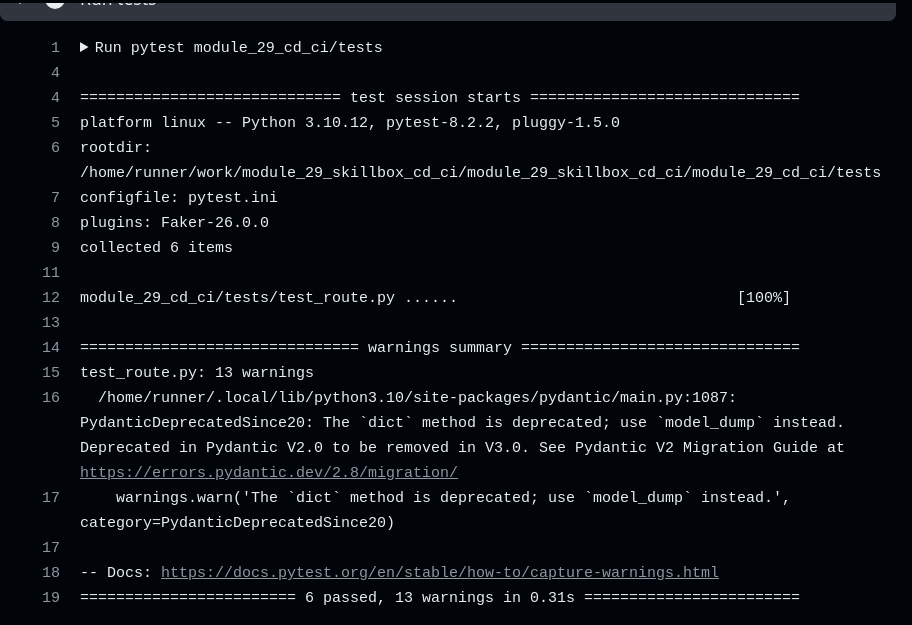 Run tests
1 Run pytest module_29_cd_ci/tests
4
4 ============================= test session starts ==============================
5 platform linux -- Python 3.10.12, pytest-8.2.2, pluggy-1.5.0
6 rootdir:
/home/runner/work/module_29_skillbox_cd_ci/module_29_skillbox_cd_ci/module_29_cd_ci/tests
7 configfile: pytest.ini
8 plugins: Faker-26.0.0
9 collected 6 items
11
12 module_29_cd_ci/tests/test_route.py ...... [100%]
13
14 =============================== warnings summary ===============================
15 test_route.py: 13 warnings
16 /home/runner/.local/lib/python3.10/site-packages/pydantic/main.py:1087:
PydanticDeprecatedSince20: The `dict` method is deprecated; use `model_dump` instead.
Deprecated in Pydantic V2.0 to be removed in V3.0. See Pydantic V2 Migration Guide at
https://errors.pydantic.dev/2.8/migration/
17 warnings.warn('The `dict` method is deprecated; use `model_dump` instead.',
category=PydanticDeprecatedSince20)
17
18 -- Docs: https://docs.pytest.org/en/stable/how-to/capture-warnings.html
19 ======================== 6 passed, 13 warnings in 0.31s ========================